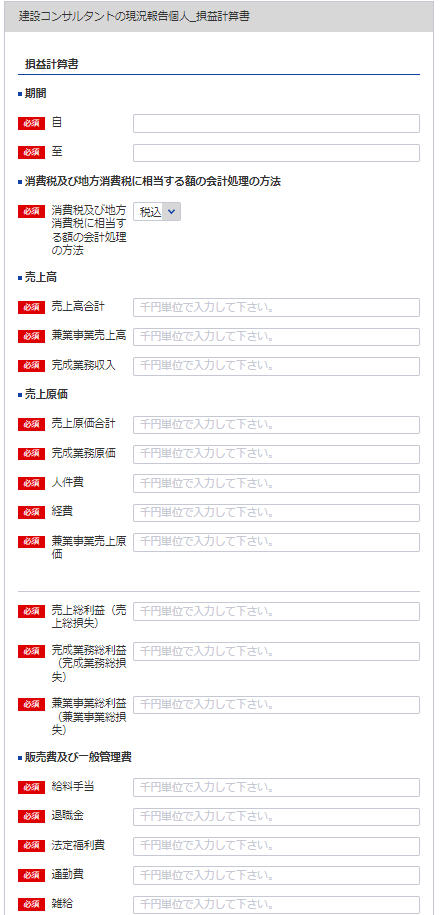 建設コンサルタントの現況報告個人_損益計算書
損益計算書
期間
必須 自
必須 至
消費税及び地方消費税に相当する額の会計処理の方法
必須 消費税及び地方 税込
消費税に相当す
る額の会計処理
の方法
売上高
必須 売上高合計 千円単位で入力して下さい。
必須 兼業事業売上高 千円単位で入力して下さい。
必須 完成業務収入 千円単位で入力して下さい。
売上原価
必須 売上原価合計 千円単位で入力して下さい。
必須 完成業務原価 千円単位で入力して下さい。
必須 人件費 千円単位で入力して下さい。
必須 経費 千円単位で入力して下さい。
必須 兼業事業売上原 千円単位で入力して下さい。
価
必須 売上総利益（売 千円単位で入力して下さい。
上総損失）
必須 完成業務総利益 千円単位で入力して下さい。
（完成業務総損
失）
必須 兼業事業総利益 千円単位で入力して下さい。
（兼業事業総損
失）
販売費及び一般管理費
必須 給料手当 千円単位で入力して下さい。
必須 退職金 千円単位で入力して下さい。
必須 法定福利費 千円単位で入力して下さい。
必須 通勤費 千円単位で入力して下さい。
必須 雑給 千円単位で入力して下さい。